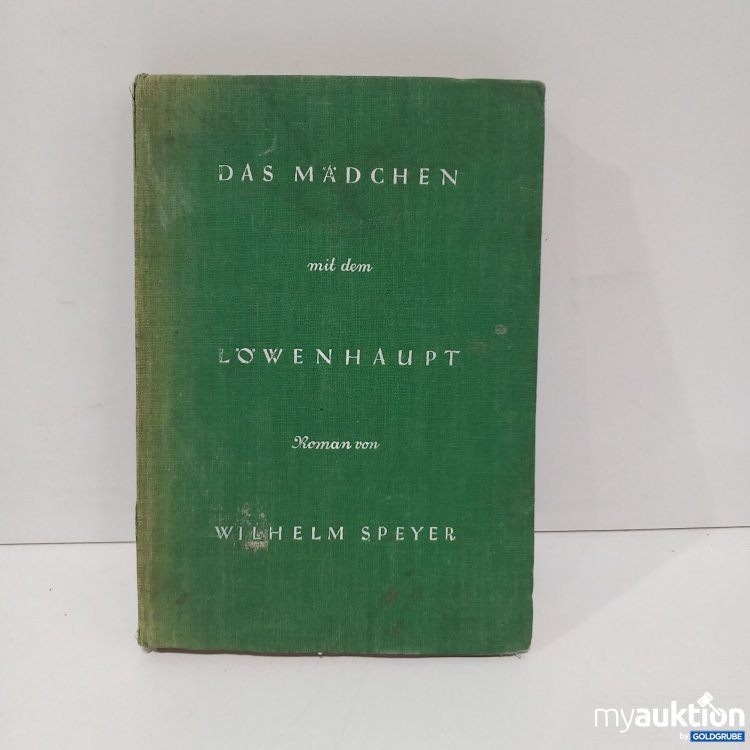 DAS MÄDCHEN
mit dem
LÖWENHAUPT
Roman von
WILHELM SPEYER
myauktion
by GOLDGRUBE